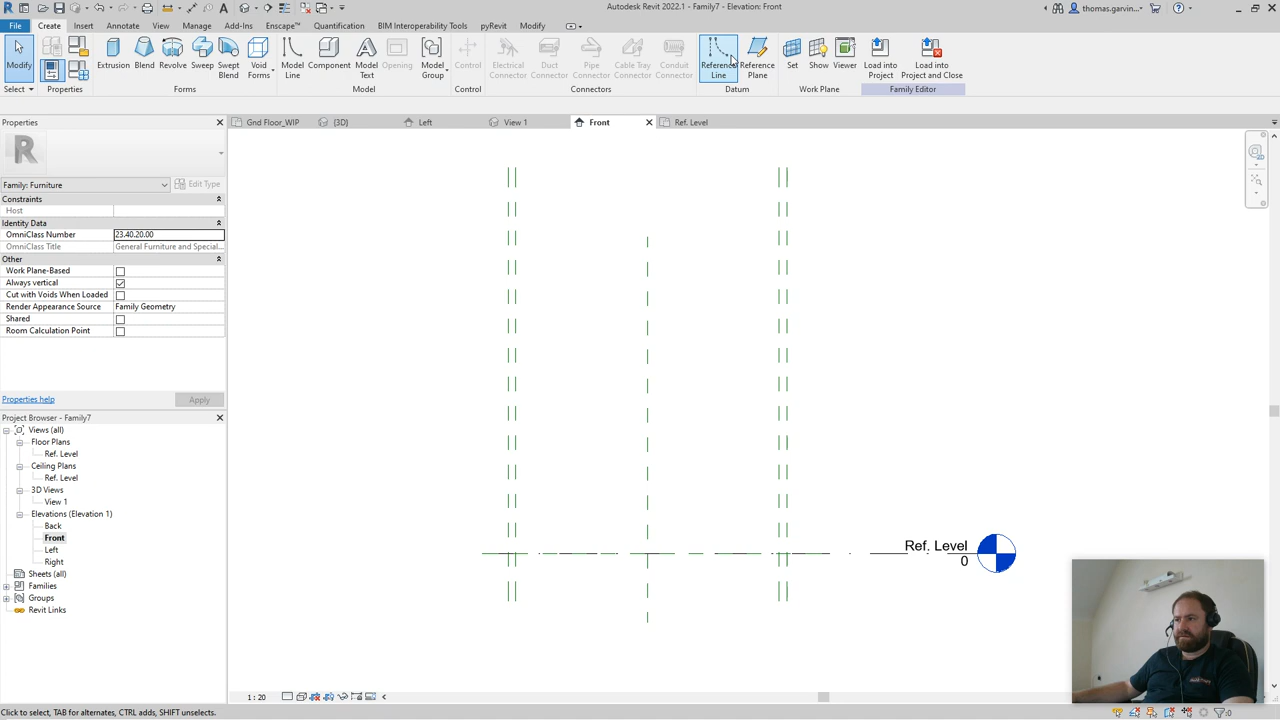 Autodesk Revit 2022.1 - Family7 - Elevation: Front
thomas.garvin...
File Create Insert Annotate View Manage Add-Ins Enscape™ Quantification BIM Interoperability Tools pyRevit Modify
Modify Extrusion Blend Revolve Sweep Swept Blend Void Forms Model Line Component Model Text Opening Model Group Control Electrical Connector Duct Connector Pipe Connector Cable Tray Connector Conduit Connector Reference Line Reference Plane Set Show Viewer Load into Project Load into Project and Close
Select Properties Forms Model Control Connectors Datum Work Plane Family Editor
Properties
Gnd Floor_WIP {3D} Left View 1 Front Ref. Level
R
Family: Furniture Edit Type
Constraints
Host
Identity Data
OmniClass Number 23.40.20.00
OmniClass Title General Furniture and Special...
Other
Work Plane-Based
Always vertical
Cut with Voids When Loaded
Render Appearance Source Family Geometry
Shared
Room Calculation Point
Properties help Apply
Project Browser - Family7
Views (all)
Floor Plans
Ref. Level
Ceiling Plans
Ref. Level
3D Views
View 1
Elevations (Elevation 1)
Back
Front
Left
Right
Sheets (all)
Families
Groups
Revit Links
Ref. Level
0
1 : 20
Click to select, TAB for alternates, CTRL adds, SHIFT unselects.
:0